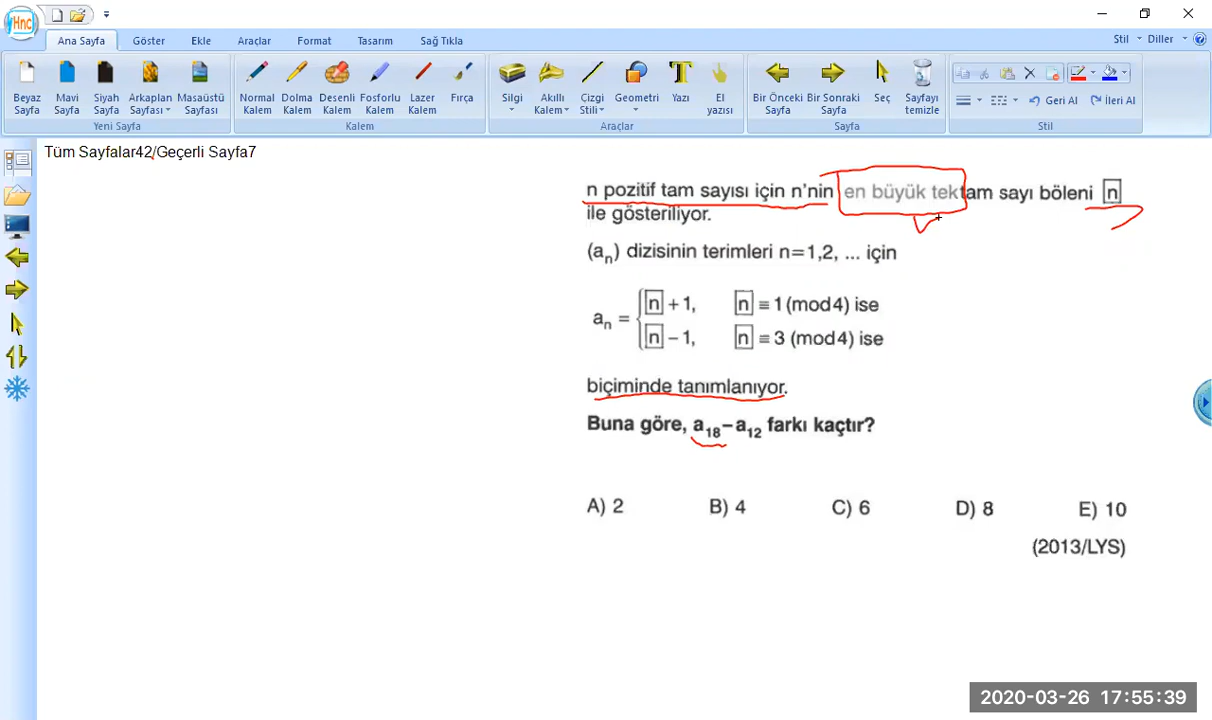 Hnc
Ana Sayfa Göster Ekle Araçlar Format Tasarım Sağ Tıkla Stil Diller
Beyaz Sayfa Mavi Sayfa Siyah Sayfa Arkaplan Sayfası Masaüstü Sayfası
Normal Kalem Dolma Kalem Desenli Kalem Fosforlu Kalem Lazer Kalem Fırça
Silgi Akıllı Kalem Çizgi Stili Geometri Yazı El yazısı
Bir Önceki Sayfa Bir Sonraki Sayfa Seç Sayfayı temizle
Geri Al İleri Al
Yeni Sayfa Kalem Araçlar Sayfa Stil
Tüm Sayfalar42/Geçerli Sayfa7
n pozitif tam sayısı için n'nin en büyük tek tam sayı böleni n
ile gösteriliyor.
(an) dizisinin terimleri n=1,2, ... için
an = n + 1, n ≡ 1 (mod4) ise
n − 1, n ≡ 3 (mod4) ise
biçiminde tanımlanıyor.
Buna göre, a18−a12 farkı kaçtır?
A) 2 B) 4 C) 6 D) 8 E) 10
(2013/LYS)
2020-03-26 17:55:39